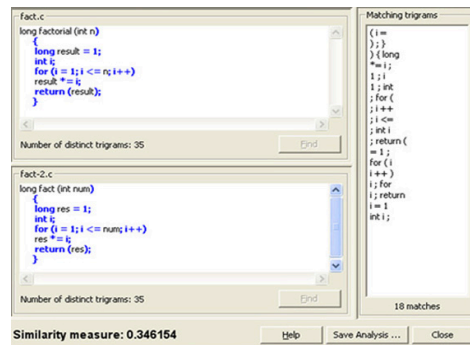 fact.c
long factorial (int n)
{
long result = 1;
int i;
for (i = 1; i <= n; i++)
result *= i;
return (result);
}
Number of distinct trigrams: 35
Find
fact-2.c
long fact (int num)
{
long res = 1;
int i;
for (i = 1; i <= num; i++)
res *= i;
return (res);
}
Number of distinct trigrams: 35
Find
Matching trigrams
( i =
) ; }
) { long
*= i ;
1 ; i
1 ; int
; for (
; i ++
; i <=
; int i
; return (
= 1 ;
for ( i
i ++ )
i ; for
i ; return
i = 1
int i ;
18 matches
Similarity measure: 0.346154
Help
Save Analysis ...
Close